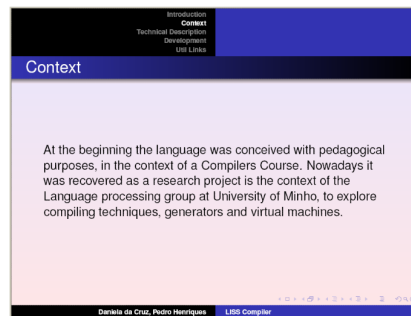 Introduction
Context
Technical Description
Development
Util Links
Context
At the beginning the language was conceived with pedagogical
purposes, in the context of a Compilers Course. Nowadays it
was recovered as a research project is the context of the
Language processing group at University of Minho, to explore
compiling techniques, generators and virtual machines.
Daniela da Cruz, Pedro Henriques LISS Compiler